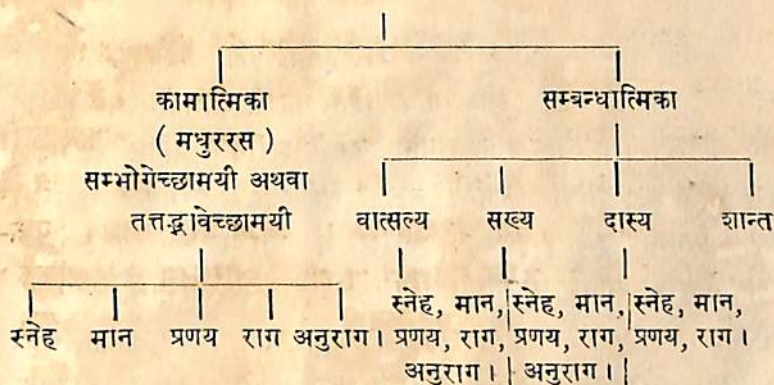 कामात्मिका सम्बन्धात्मिका
( मधुररस )
सम्भोगेच्छामयी अथवा
तत्तद्भावेच्छामयी वात्सल्य सख्य दास्य शान्त
स्नेह मान प्रणय राग अनुराग।
स्नेह, मान,
प्रणय, राग,
अनुराग।
स्नेह, मान,
प्रणय, राग,
अनुराग।
स्नेह, मान,
प्रणय, राग।